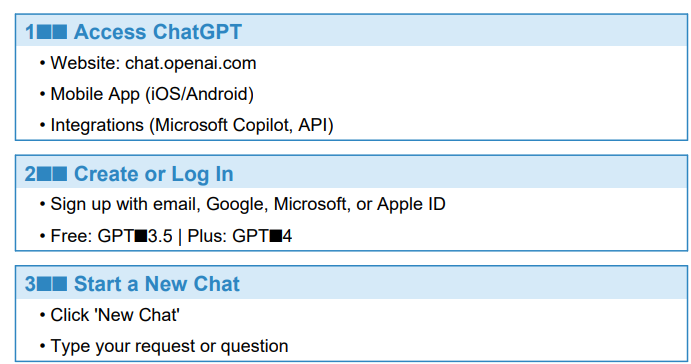 1■■ Access ChatGPT
• Website: chat.openai.com
• Mobile App (iOS/Android)
• Integrations (Microsoft Copilot, API)
2■■ Create or Log In
• Sign up with email, Google, Microsoft, or Apple ID
• Free: GPT■3.5 | Plus: GPT■4
3■■ Start a New Chat
• Click 'New Chat'
• Type your request or question